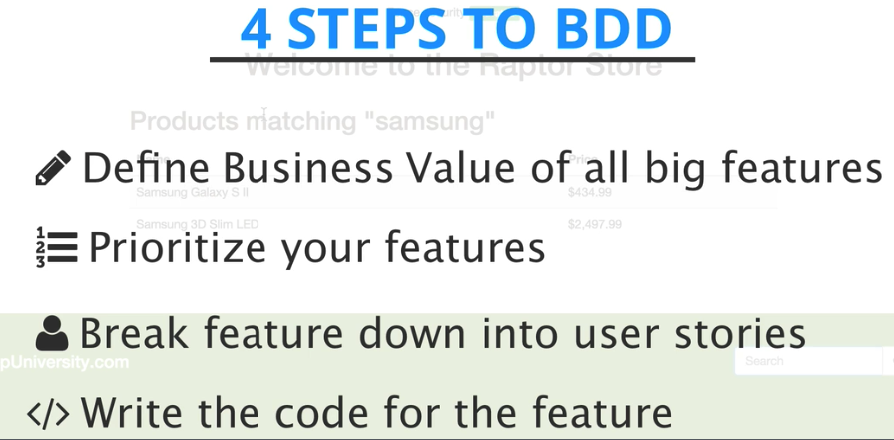 4 STEPS TO BDD
Welcome to the Raptor Store
Products matching "samsung"
Define Business Value of all big features
Price
Samsung Galaxy S II $434.99
Prioritize your features
Samsung 3D Slim LED $2,497.99
Break feature down into user stories
pUniversity.com Search
</> Write the code for the feature